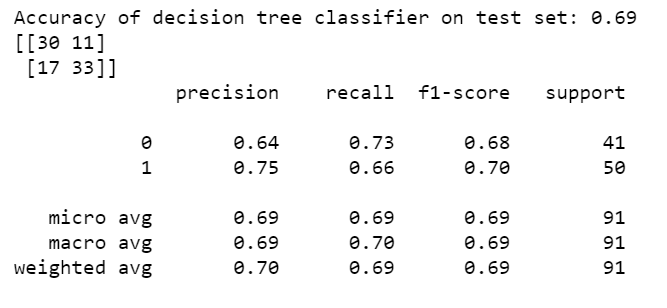 Accuracy of decision tree classifier on test set: 0.69
[[30 11]
[17 33]]
precision recall f1-score support
0 0.64 0.73 0.68 41
1 0.75 0.66 0.70 50
micro avg 0.69 0.69 0.69 91
macro avg 0.69 0.70 0.69 91
weighted avg 0.70 0.69 0.69 91